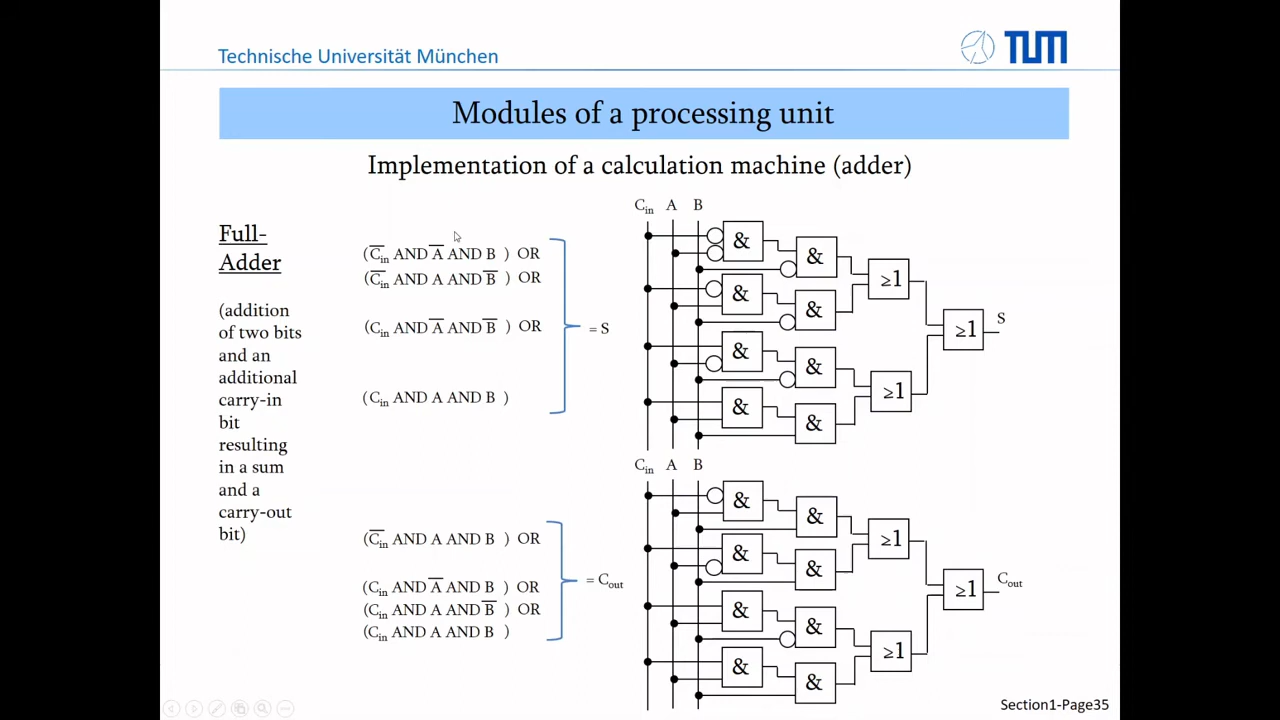 Technische Universität München
TUM
Modules of a processing unit
Implementation of a calculation machine (adder)
Full-
Adder
(addition
of two bits
and an
additional
carry-in
bit
resulting
in a sum
and a
carry-out
bit)
(C̅in AND A̅ AND B ) OR
(C̅in AND A AND B̅ ) OR
(Cin AND A̅ AND B̅ ) OR
(Cin AND A AND B )
= S
(C̅in AND A AND B ) OR
(Cin AND A̅ AND B ) OR
(Cin AND A AND B̅ ) OR
(Cin AND A AND B )
= Cout
Cin A B
&
&
≥1
&
&
≥1
S
&
&
≥1
&
&
Cin A B
&
&
≥1
&
&
≥1
Cout
&
&
≥1
&
&
Section1-Page35